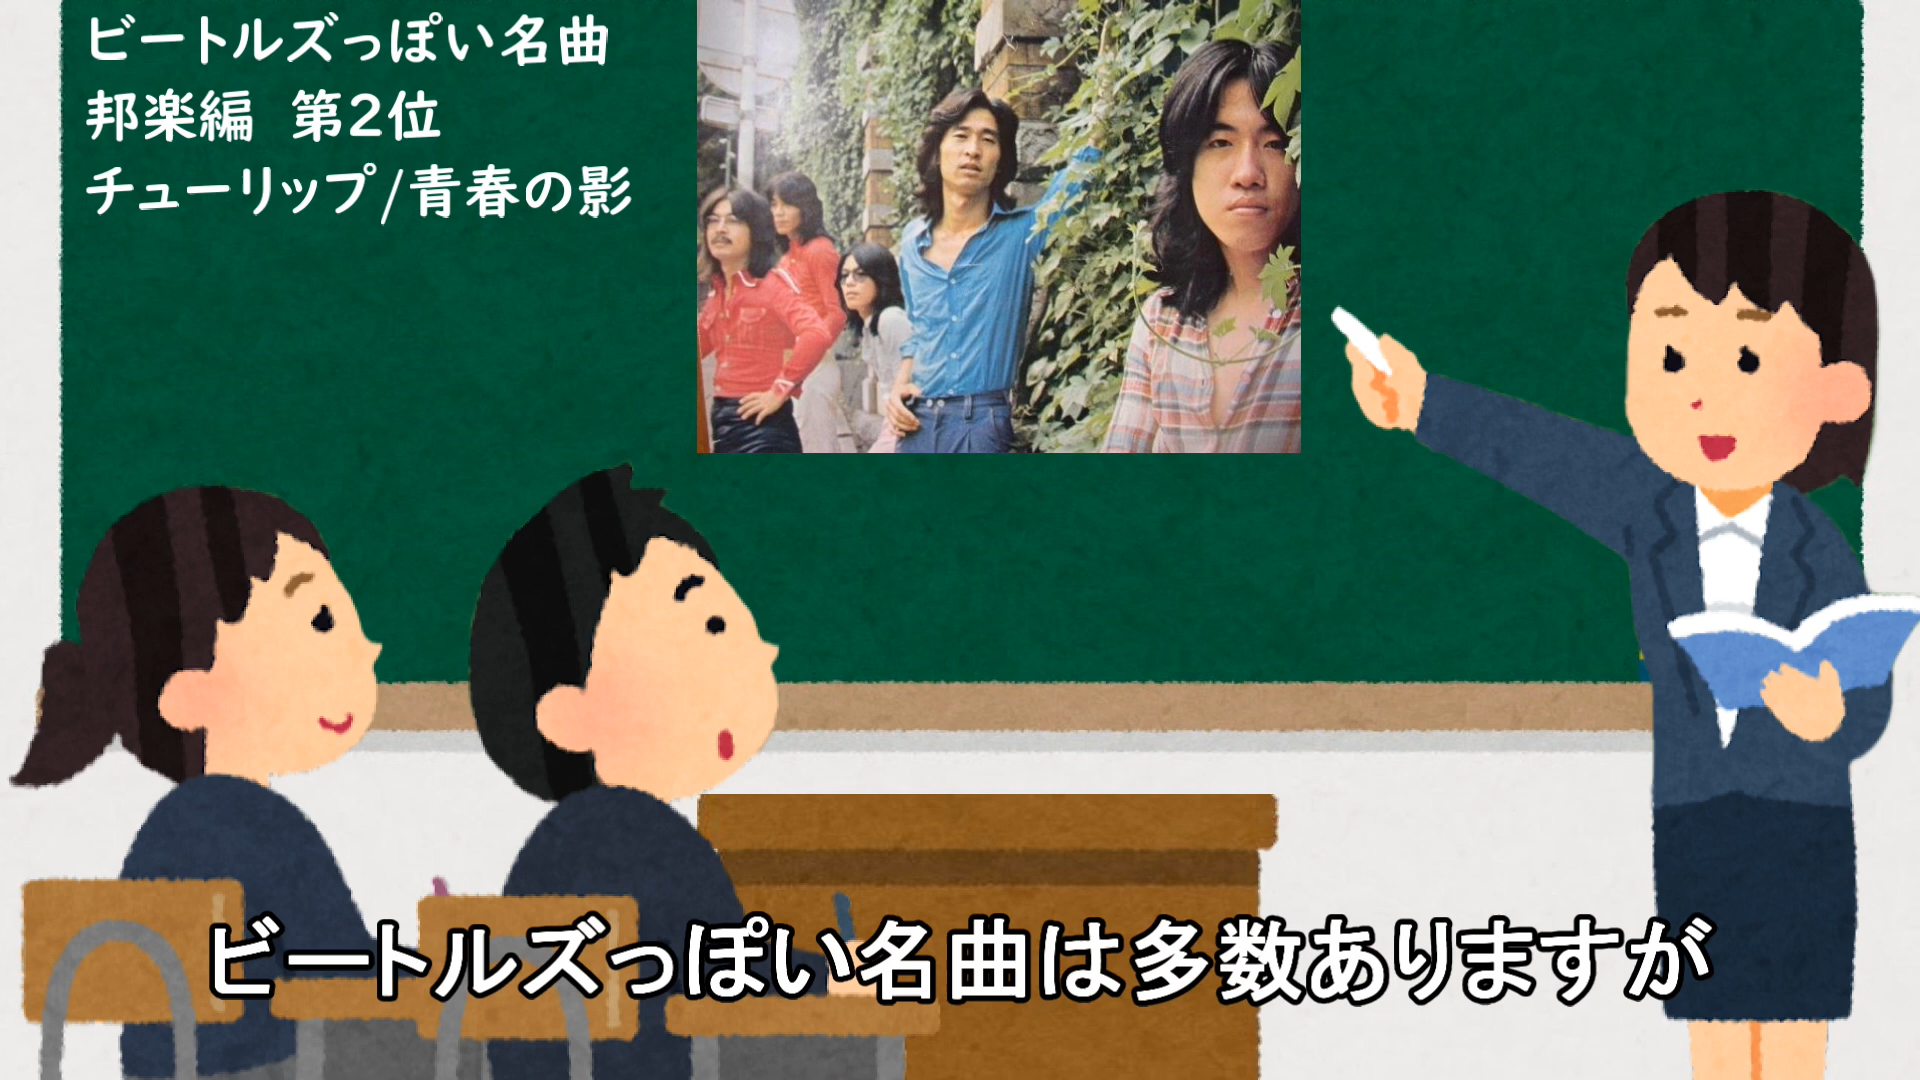 ビートルズっぽい名曲
邦楽編　第2位
チューリップ/青春の影
ビートルズっぽい名曲は多数ありますが